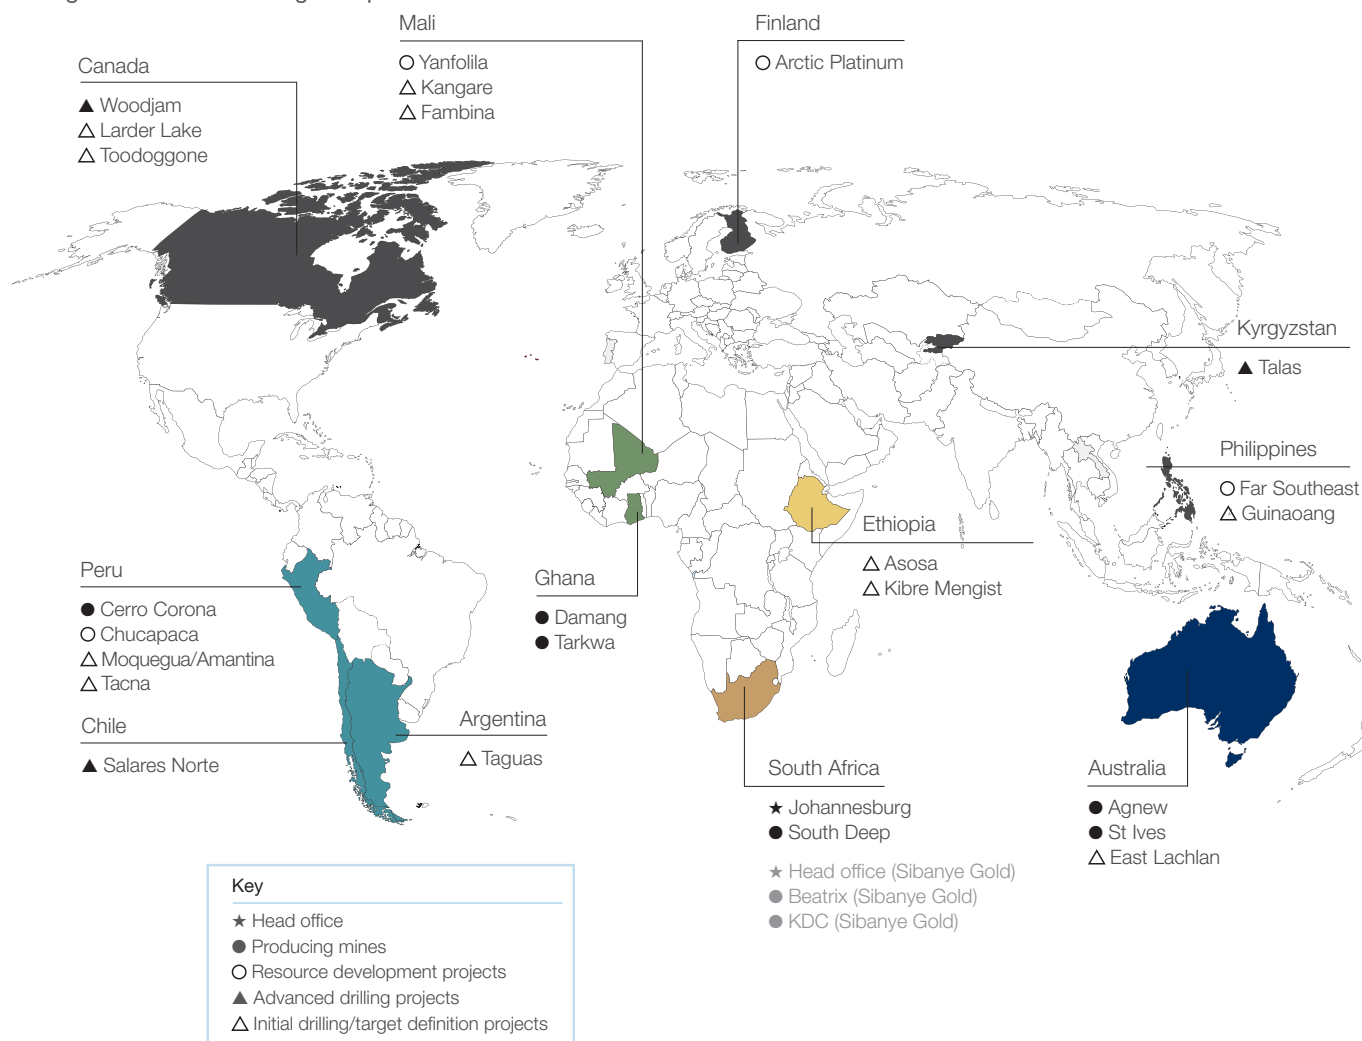 Mali
Yanfolila
Kangare
Fambina
Finland
Arctic Platinum
Canada
Woodjam
Larder Lake
Toodoggone
Kyrgyzstan
Talas
Philippines
Far Southeast
Guinaoang
Ethiopia
Asosa
Kibre Mengist
Peru
Cerro Corona
Chucapaca
Moquegua/Amantina
Tacna
Ghana
Damang
Tarkwa
Chile
Salares Norte
Argentina
Taguas
South Africa
Johannesburg
South Deep
Head office (Sibanye Gold)
Beatrix (Sibanye Gold)
KDC (Sibanye Gold)
Australia
Agnew
St Ives
East Lachlan
Key
Head office
Producing mines
Resource development projects
Advanced drilling projects
Initial drilling/target definition projects